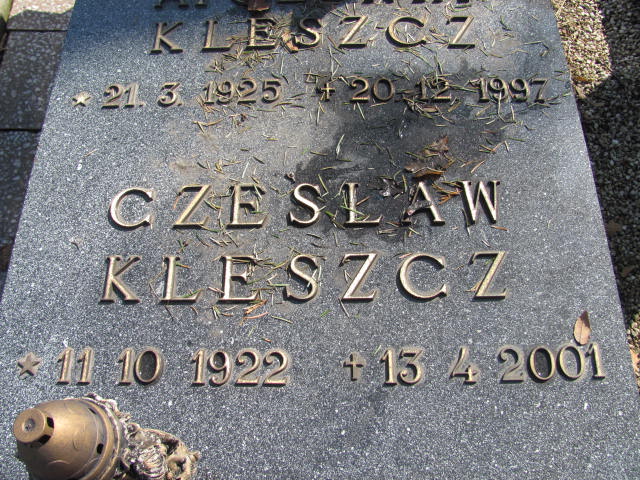 KLESZCZ
* 21. 3. 1925 + 20. 12. 1997
CZESŁAW
KLESZCZ
* 11 10 1922 + 13 4 2001